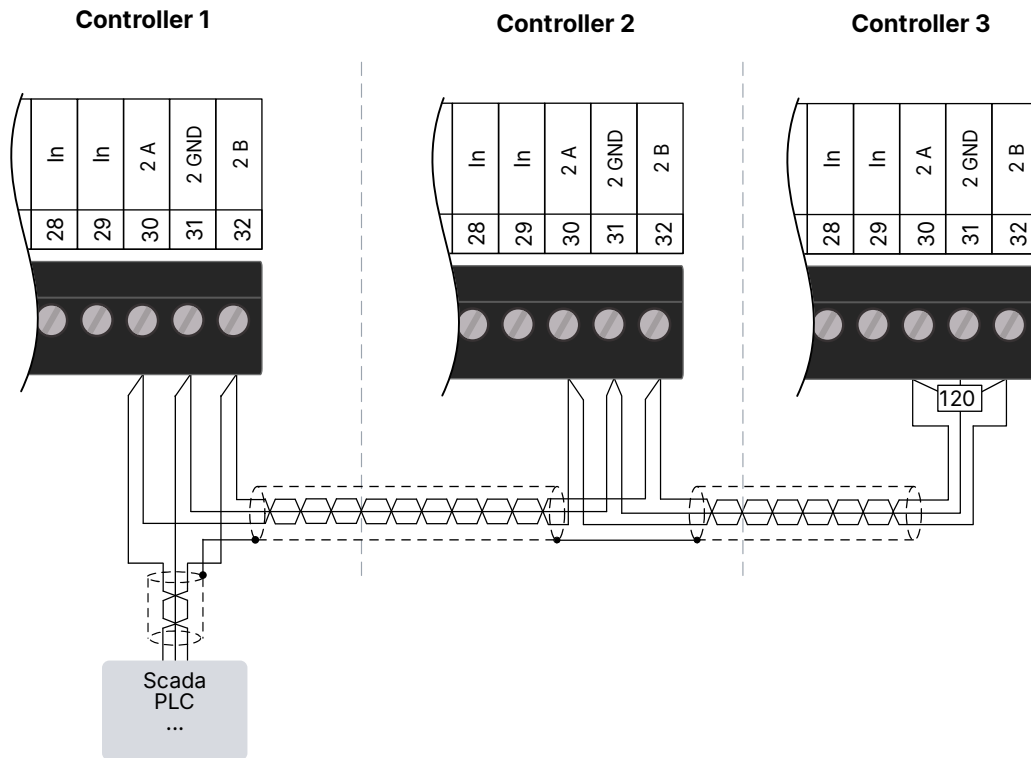 Controller 1
Controller 2
Controller 3
In
In
2 A
2 GND
2 B
28
29
30
31
32
In
In
2 A
2 GND
2 B
28
29
30
31
32
In
In
2 A
2 GND
2 B
28
29
30
31
32
120
Scada
PLC
...